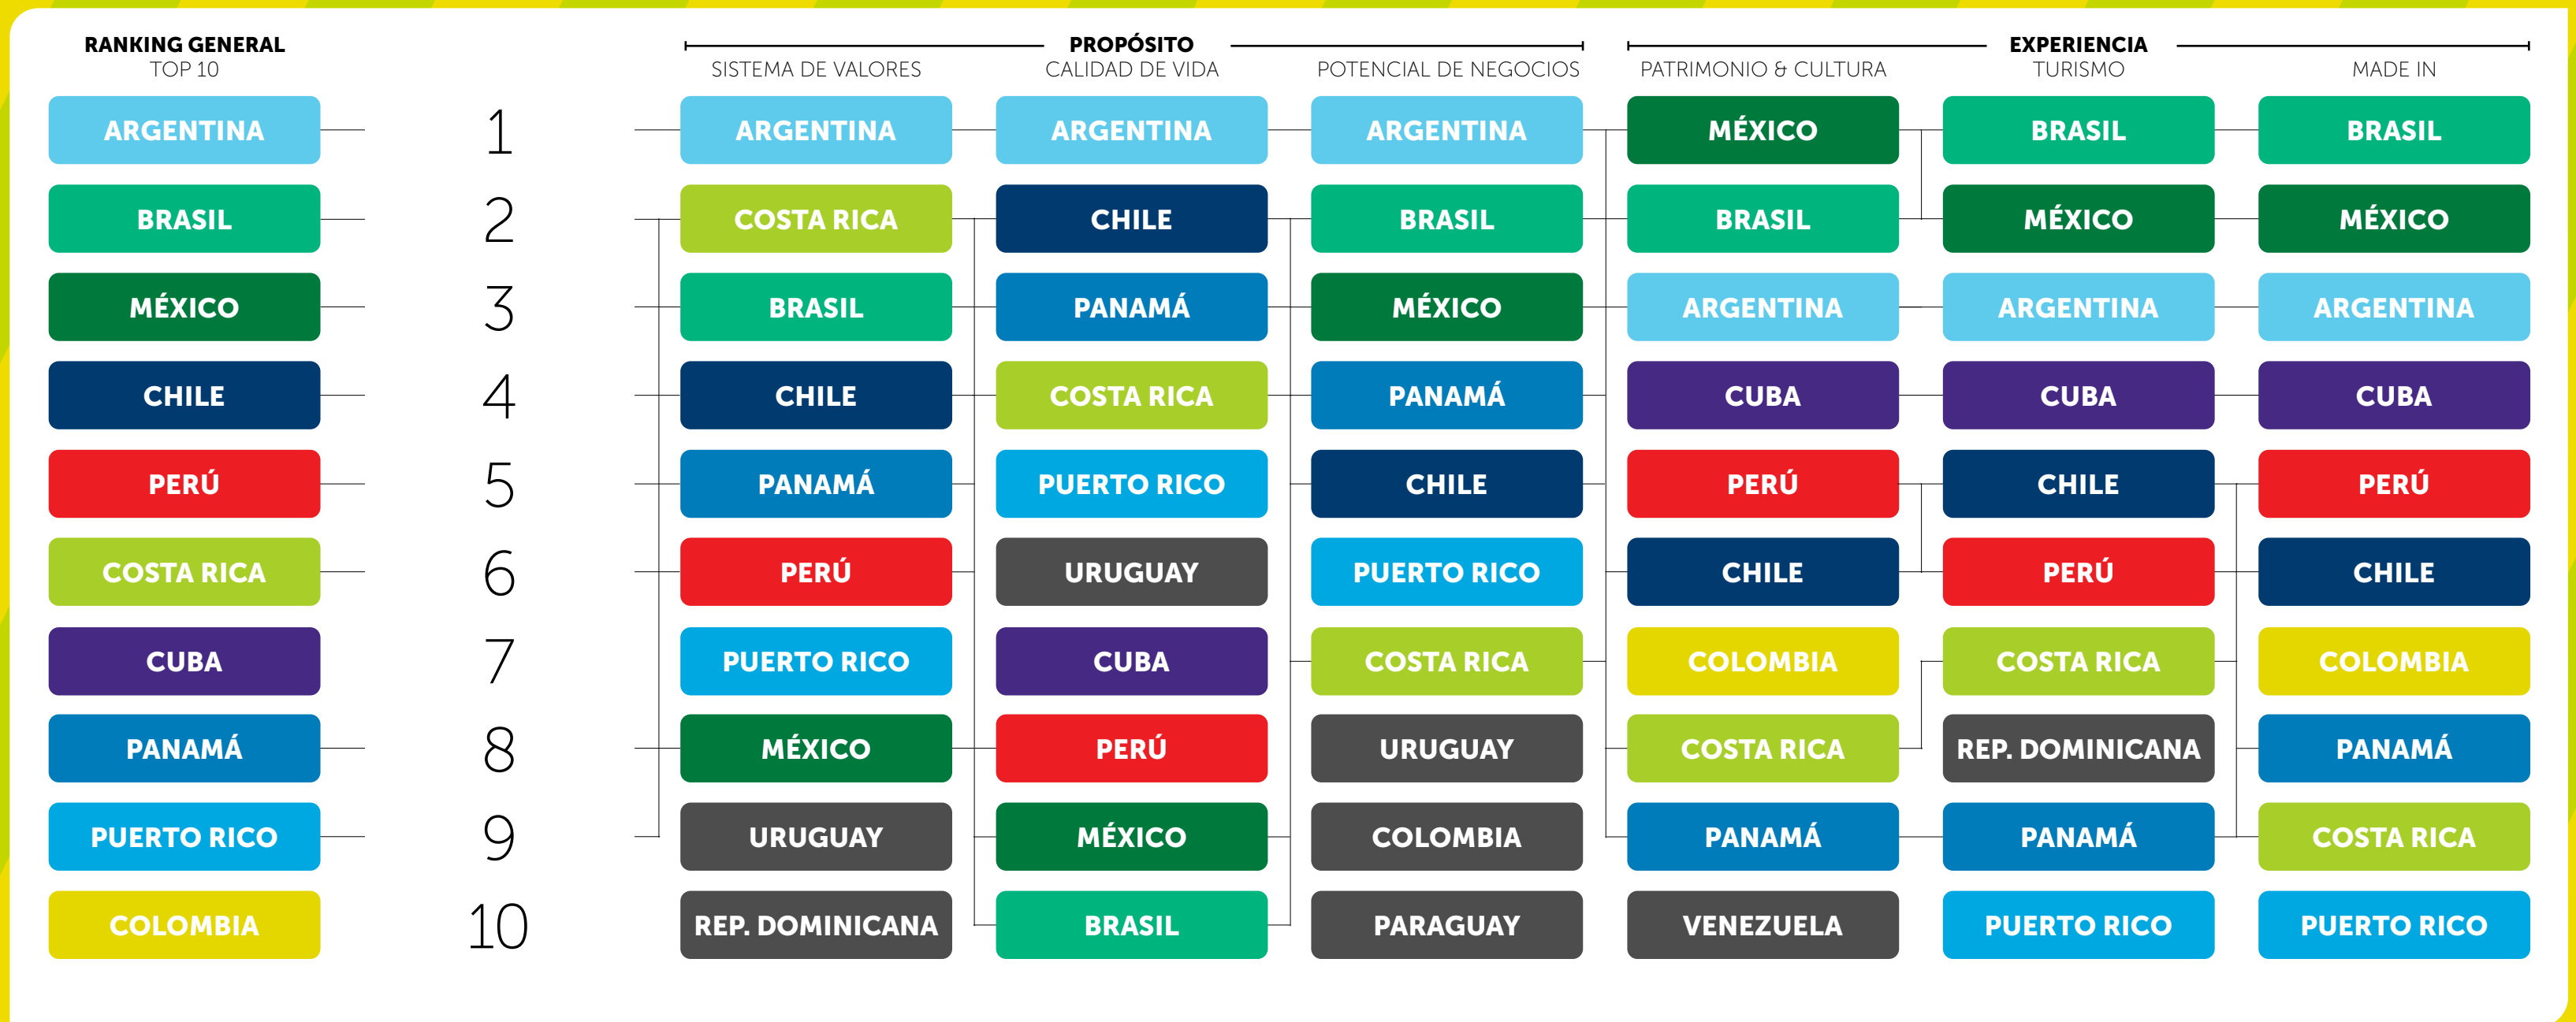 RANKING GENERAL
TOP 10
PROPÓSITO
EXPERIENCIA
SISTEMA DE VALORES CALIDAD DE VIDA POTENCIAL DE NEGOCIOS PATRIMONIO & CULTURA TURISMO MADE IN
ARGENTINA 1 ARGENTINA ARGENTINA ARGENTINA MÉXICO BRASIL BRASIL
BRASIL 2 COSTA RICA CHILE BRASIL BRASIL MÉXICO MÉXICO
MÉXICO 3 BRASIL PANAMÁ MÉXICO ARGENTINA ARGENTINA ARGENTINA
CHILE 4 CHILE COSTA RICA PANAMÁ CUBA CUBA CUBA
PERÚ 5 PANAMÁ PUERTO RICO CHILE PERÚ CHILE PERÚ
COSTA RICA 6 PERÚ URUGUAY PUERTO RICO CHILE PERÚ CHILE
CUBA 7 PUERTO RICO CUBA COSTA RICA COLOMBIA COSTA RICA COLOMBIA
PANAMÁ 8 MÉXICO PERÚ URUGUAY COSTA RICA REP. DOMINICANA PANAMÁ
PUERTO RICO 9 URUGUAY MÉXICO COLOMBIA PANAMÁ PANAMÁ COSTA RICA
COLOMBIA 10 REP. DOMINICANA BRASIL PARAGUAY VENEZUELA PUERTO RICO PUERTO RICO